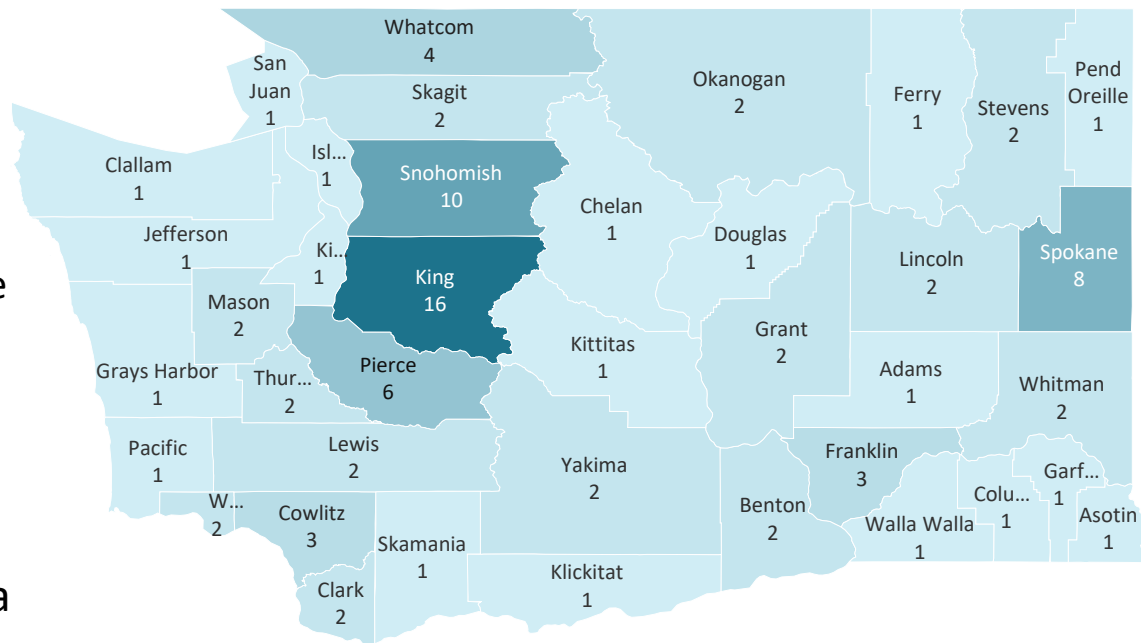 Whatcom
4
San
Juan
1
Skagit
2
Okanogan
2
Ferry
1
Stevens
2
Pend
Oreille
1
Clallam
1
Isl...
1
Snohomish
10
Chelan
1
Douglas
1
Jefferson
1
Ki...
1
King
16
Lincoln
2
Spokane
8
e
Mason
2
Grant
2
Kittitas
1
Pierce
6
Grays Harbor
1
Thur...
2
Adams
1
Whitman
2
Pacific
1
Lewis
2
Yakima
2
Franklin
3
Garf...
1
W...
2
Cowlitz
3
Benton
2
Colu...
1
Asotin
1
Walla Walla
1
Skamania
1
Klickitat
1
Clark
2
a